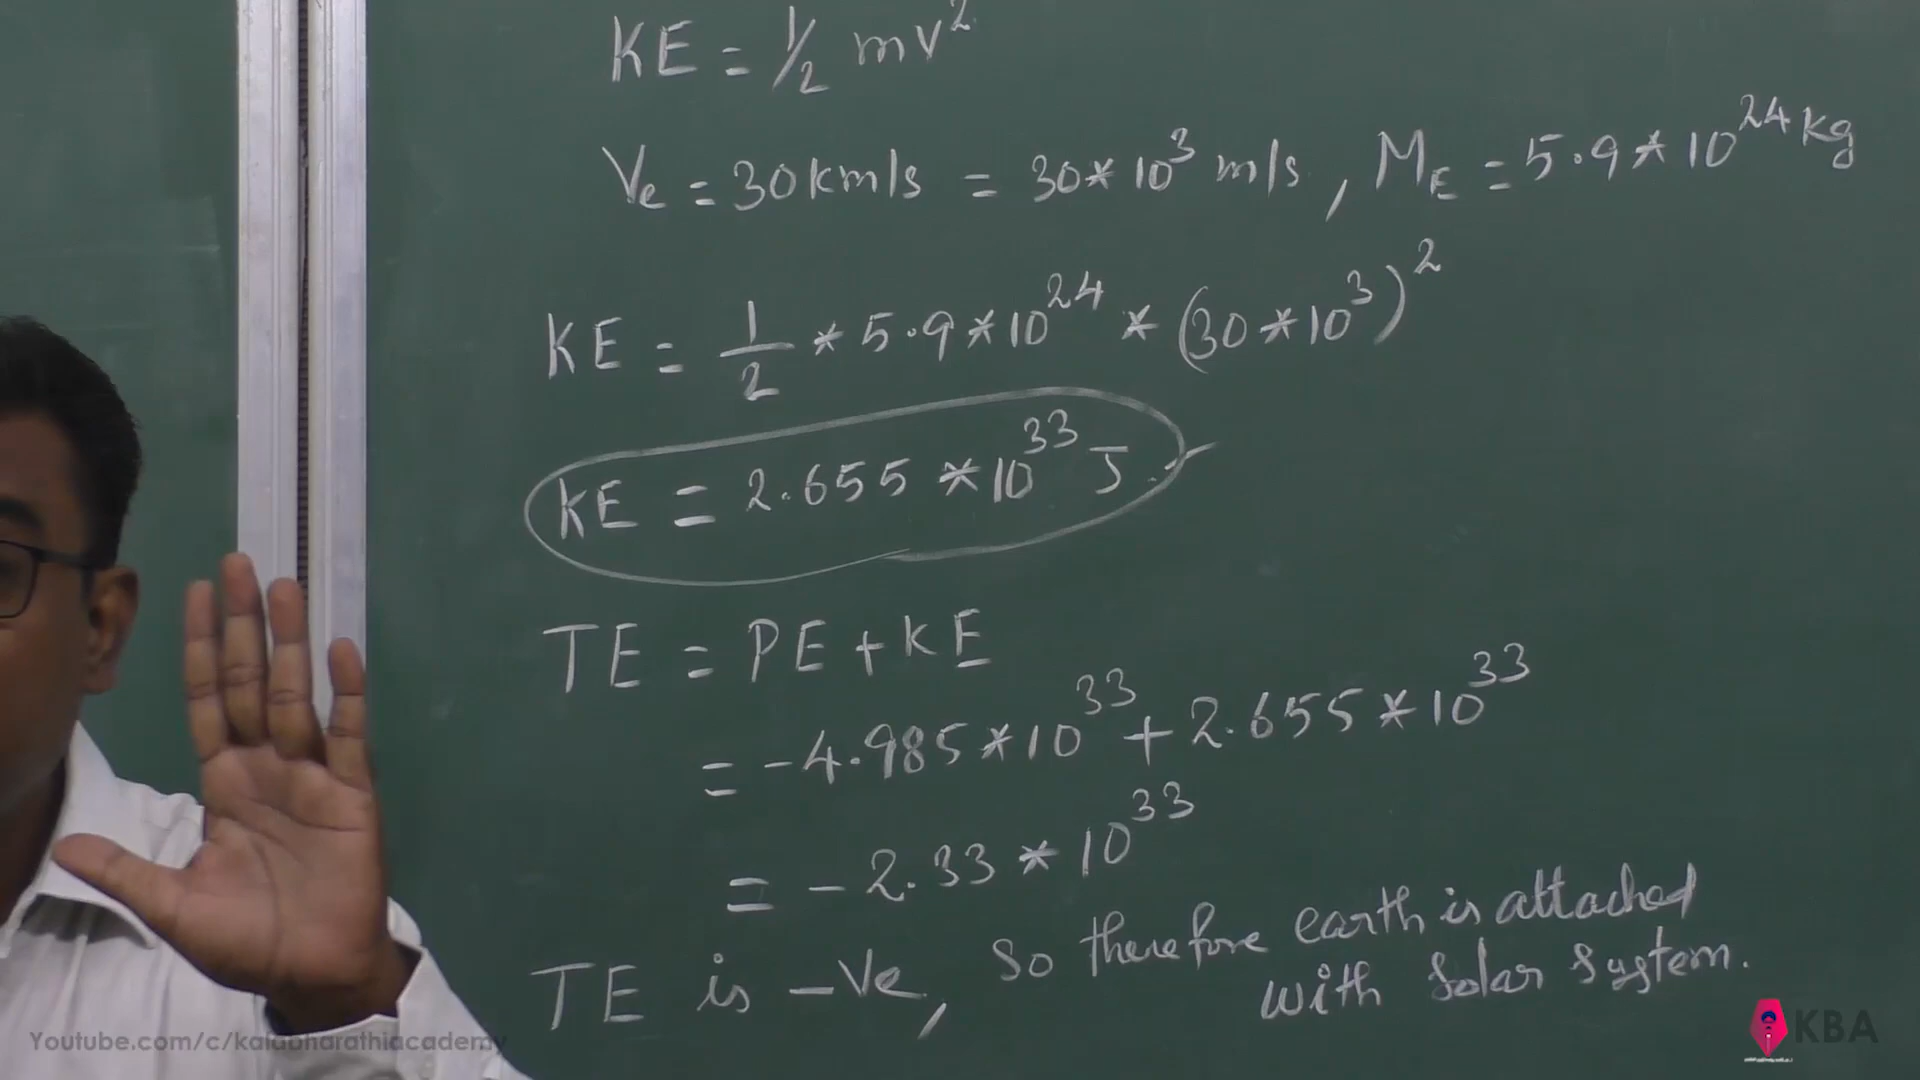 KE = 1/2 mv²
Ve = 30km/s = 30*10³ m/s, M_E = 5.9*10²⁴ kg
KE = 1/2 * 5.9*10²⁴ * (30*10³)²
KE = 2.655*10³³ J.
TE = PE + KE
= -4.985*10³³ + 2.655*10³³
= -2.33*10³³
TE is -Ve, So therefore earth is attached
with Solar System.
Youtube.com/c/kalabharathiacademy
KBA